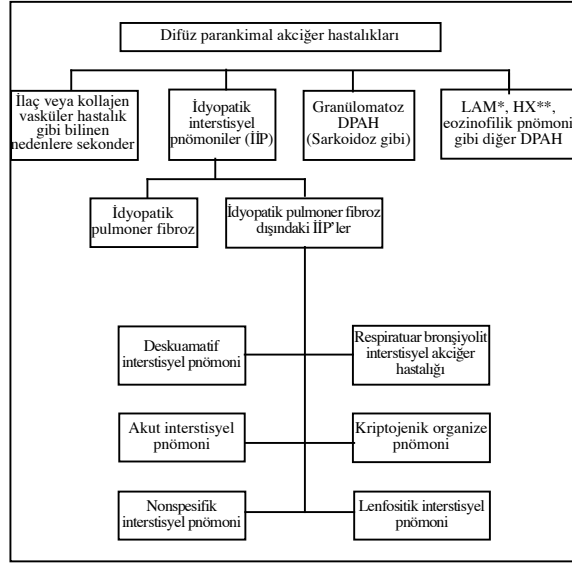 Difüz parankimal akciğer hastalıkları
İlaç veya kollajen
vasküler hastalık
gibi bilinen
nedenlere sekonder
İdyopatik
interstisyel
pnömoniler (İİP)
Granülomatoz
DPAH
(Sarkoidoz gibi)
LAM*, HX**,
eozinofilik pnömoni
gibi diğer DPAH
İdyopatik
pulmoner fibroz
İdyopatik pulmoner fibroz
dışındaki İİP'ler
Deskuamatif
interstisyel pnömoni
Respiratuar bronşiyolit
interstisyel akciğer
hastalığı
Akut interstisyel
pnömoni
Kriptojenik organize
pnömoni
Nonspesifik
interstisyel pnömoni
Lenfositik interstisyel
pnömoni